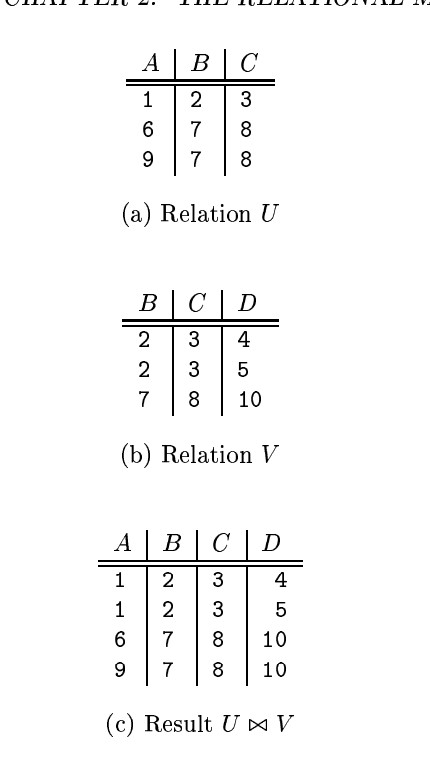 CHAPTER 2. THE RELATIONAL M
A B C
1 2 3
6 7 8
9 7 8
(a) Relation U
B C D
2 3 4
2 3 5
7 8 10
(b) Relation V
A B C D
1 2 3 4
1 2 3 5
6 7 8 10
9 7 8 10
(c) Result U ⋈ V